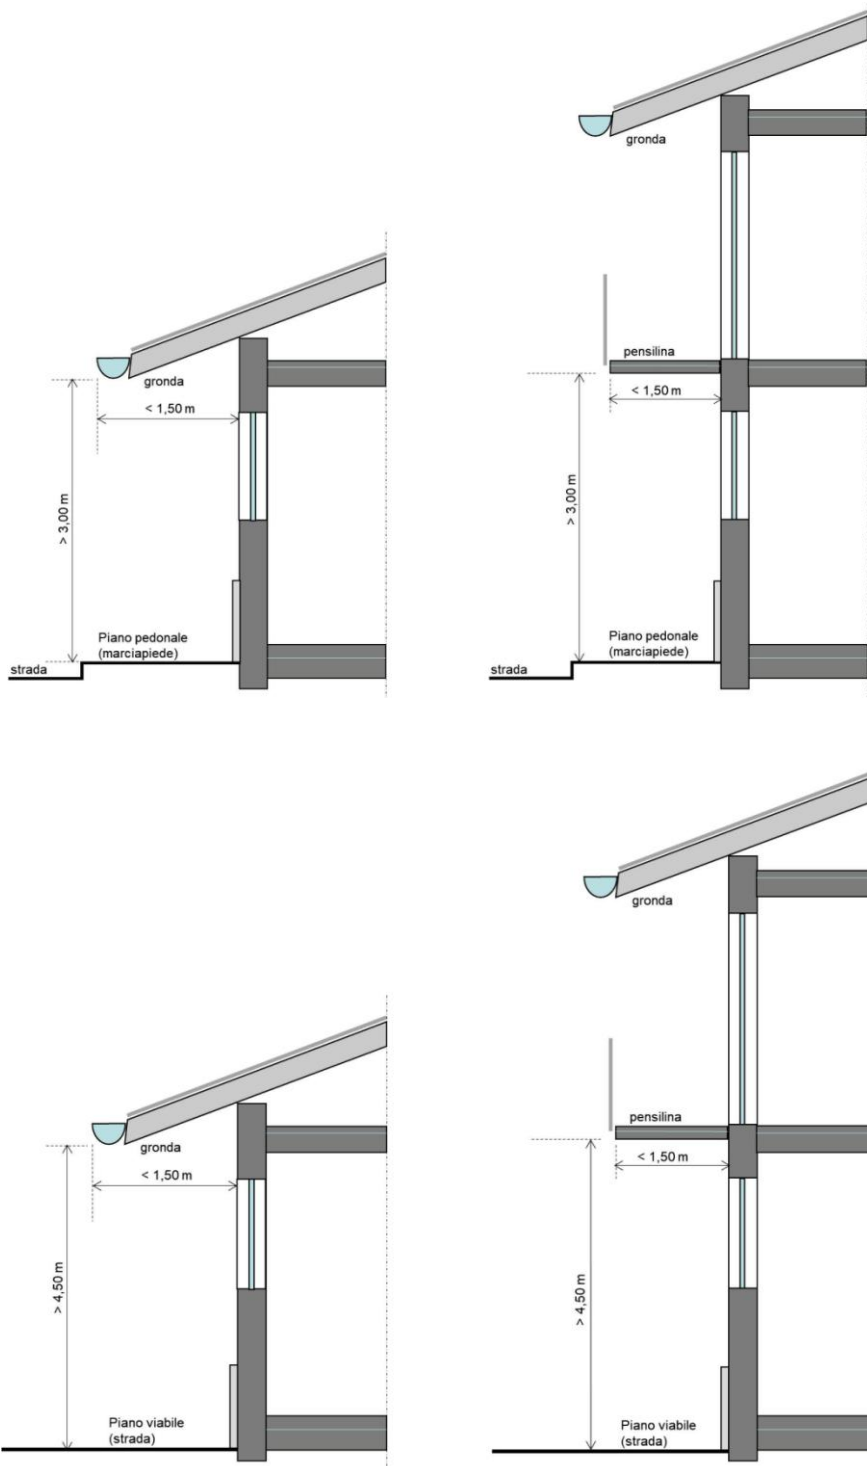 gronda
< 1,50 m
> 3,00 m
Piano pedonale
(marciapiede)
strada
gronda
pensilina
< 1,50 m
> 3,00 m
Piano pedonale
(marciapiede)
strada
gronda
< 1,50 m
> 4,50 m
Piano viabile
(strada)
gronda
pensilina
< 1,50 m
> 4,50 m
Piano viabile
(strada)